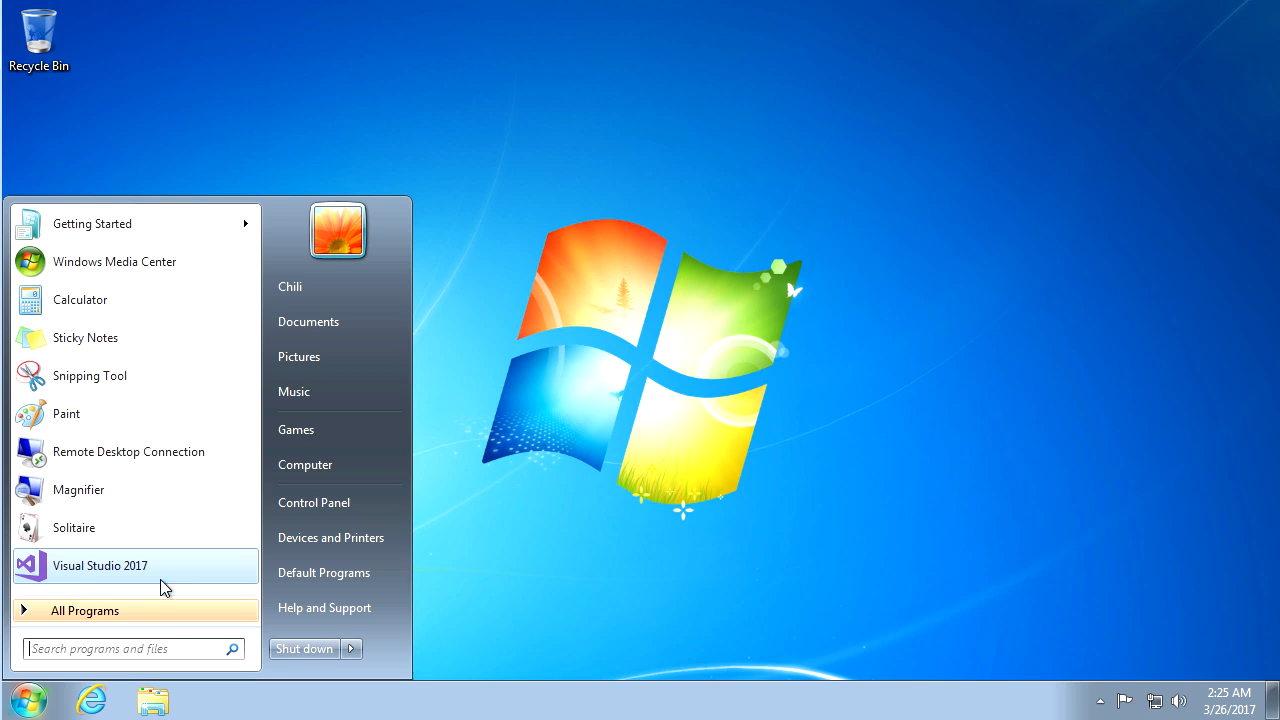 Recycle Bin
Getting Started
Windows Media Center
Calculator
Sticky Notes
Snipping Tool
Paint
Remote Desktop Connection
Magnifier
Solitaire
Visual Studio 2017
All Programs
Search programs and files
Chili
Documents
Pictures
Music
Games
Computer
Control Panel
Devices and Printers
Default Programs
Help and Support
Shut down
2:25 AM
3/26/2017